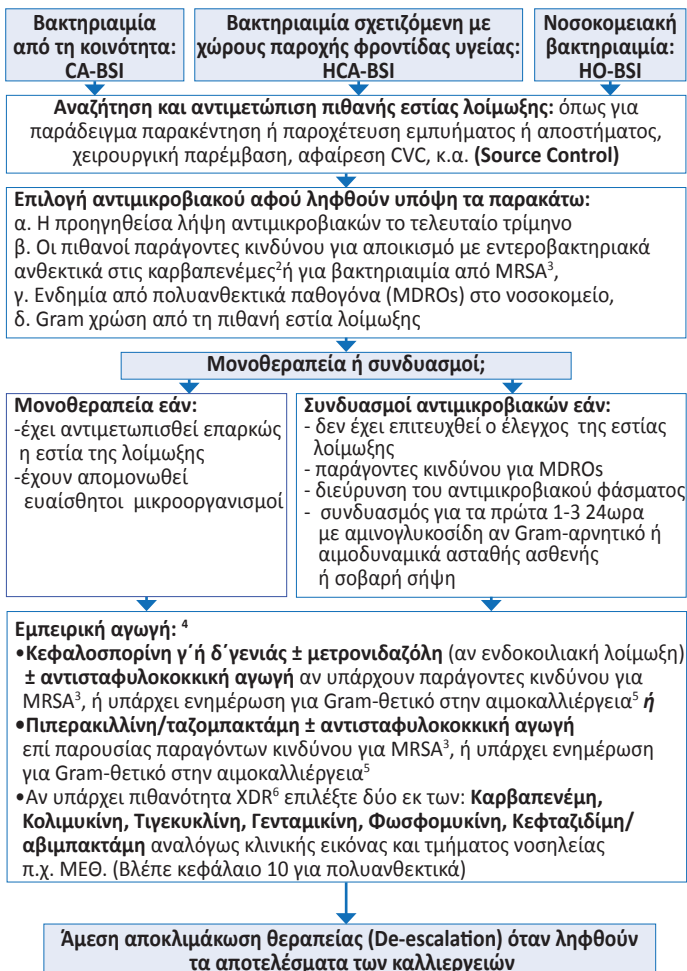 Βακτηριαιμία
από τη κοινότητα:
CA-BSI
Βακτηριαιμία σχετιζόμενη με
χώρους παροχής φροντίδας υγείας:
HCA-BSI
Νοσοκομειακή
βακτηριαιμία:
HO-BSI
Αναζήτηση και αντιμετώπιση πιθανής εστίας λοίμωξης: όπως για
παράδειγμα παρακέντηση ή παροχέτευση εμπυήματος ή αποστήματος,
χειρουργική παρέμβαση, αφαίρεση CVC, κ.α. (Source Control)
Επιλογή αντιμικροβιακού αφού ληφθούν υπόψη τα παρακάτω:
α. Η προηγηθείσα λήψη αντιμικροβιακών το τελευταίο τρίμηνο
β. Οι πιθανοί παράγοντες κινδύνου για αποικισμό με εντεροβακτηριακά
ανθεκτικά στις καρβαπενέμες²ή για βακτηριαιμία από MRSA³,
γ. Ενδημία από πολυανθεκτικά παθογόνα (MDROs) στο νοσοκομείο,
δ. Gram χρώση από τη πιθανή εστία λοίμωξης
Μονοθεραπεία ή συνδυασμοί;
Μονοθεραπεία εάν:
-έχει αντιμετωπισθεί επαρκώς
η εστία της λοίμωξης
-έχουν απομονωθεί
ευαίσθητοι μικροοργανισμοί
Συνδυασμοί αντιμικροβιακών εάν:
- δεν έχει επιτευχθεί ο έλεγχος της εστίας
λοίμωξης
- παράγοντες κινδύνου για MDROs
- διεύρυνση του αντιμικροβιακού φάσματος
- συνδυασμός για τα πρώτα 1-3 24ωρα
με αμινογλυκοσίδη αν Gram-αρνητικό ή
αιμοδυναμικά ασταθής ασθενής
ή σοβαρή σήψη
Εμπειρική αγωγή: ⁴
•Κεφαλοσπορίνη γ΄ή δ΄γενιάς ± μετρονιδαζόλη (αν ενδοκοιλιακή λοίμωξη)
± αντισταφυλοκοκκική αγωγή αν υπάρχουν παράγοντες κινδύνου για
MRSA³, ή υπάρχει ενημέρωση για Gram-θετικό στην αιμοκαλλιέργεια⁵ ή
•Πιπερακιλλίνη/ταζομπακτάμη ± αντισταφυλοκοκκική αγωγή
επί παρουσίας παραγόντων κινδύνου για MRSA³, ή υπάρχει ενημέρωση
για Gram-θετικό στην αιμοκαλλιέργεια⁵
•Αν υπάρχει πιθανότητα XDR⁶ επιλέξτε δύο εκ των: Καρβαπενέμη,
Κολιμυκίνη, Τιγεκυκλίνη, Γενταμικίνη, Φωσφομυκίνη, Κεφταζιδίμη/
αβιμπακτάμη αναλόγως κλινικής εικόνας και τμήματος νοσηλείας
π.χ. ΜΕΘ. (Βλέπε κεφάλαιο 10 για πολυανθεκτικά)
Άμεση αποκλιμάκωση θεραπείας (De-escalation) όταν ληφθούν
τα αποτελέσματα των καλλιεργειών